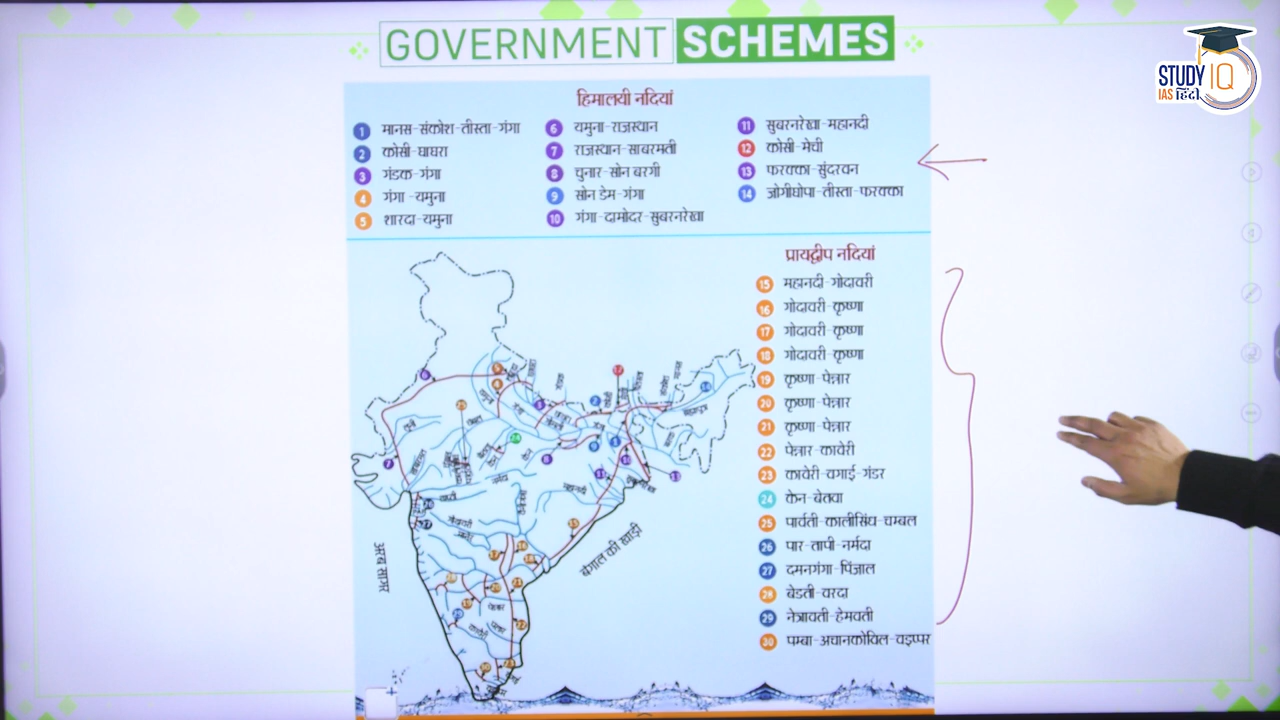 GOVERNMENT SCHEMES
STUDY IQ
IAS हिंदी
हिमालयी नदियां
1 मानस-संकोश-तीस्ता-गंगा
2 कोसी-घाघरा
3 गंडक-गंगा
4 गंगा-यमुना
5 शारदा-यमुना
6 यमुना-राजस्थान
7 राजस्थान-साबरमती
8 चुनार-सोन बरगी
9 सोन डेम-गंगा
10 गंगा-दामोदर-सुबरनरेखा
11 सुबरनरेखा-महानदी
12 कोसी-मेची
13 फरक्का-सुंदरवन
14 जोगीघोपा-तीस्ता-फरक्का
प्रायद्वीप नदियां
15 महानदी-गोदावरी
16 गोदावरी-कृष्णा
17 गोदावरी-कृष्णा
18 गोदावरी-कृष्णा
19 कृष्णा-पेन्नार
20 कृष्णा-पेन्नार
21 कृष्णा-पेन्नार
22 पेन्नार-कावेरी
23 कावेरी-वगाई-गंडर
24 केन-बेतवा
25 पार्वती-कालीसिंध-चम्बल
26 पार-तापी-नर्मदा
27 दमनगंगा-पिंजाल
28 बेडती-वरदा
29 नेत्रावती-हेमवती
30 पम्बा-अचानकोविल-वइप्पर
अरब सागर
बंगाल की खाड़ी